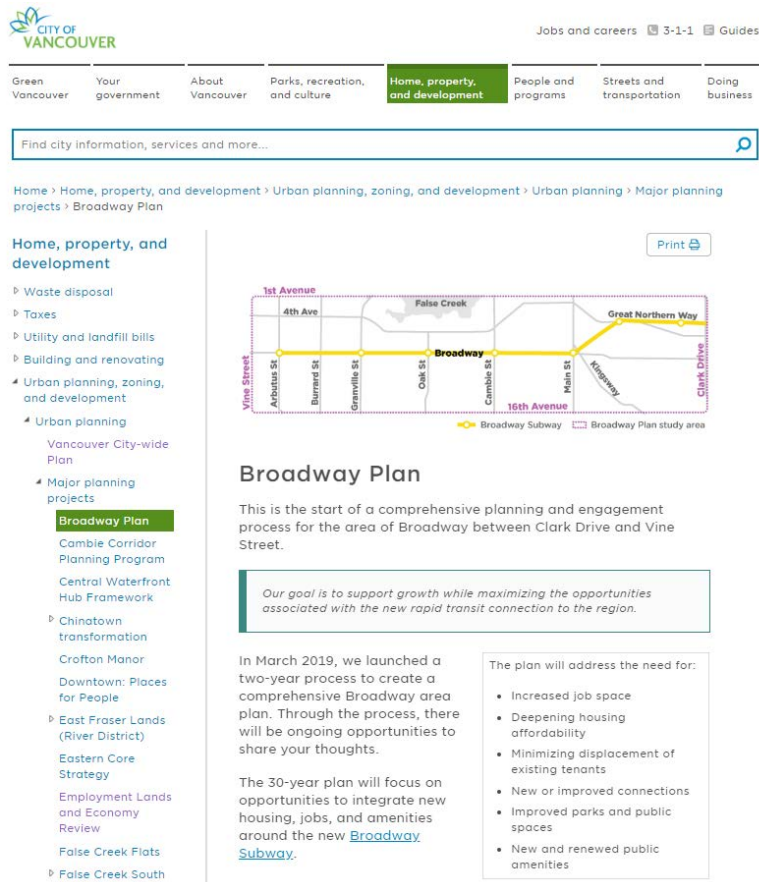 CITY OF
VANCOUVER
Jobs and careers 3-1-1 Guides
Green Vancouver
Your government
About Vancouver
Parks, recreation, and culture
Home, property, and development
People and programs
Streets and transportation
Doing business
Find city information, services and more...
Home › Home, property, and development › Urban planning, zoning, and development › Urban planning › Major planning
projects › Broadway Plan
Home, property, and
development
Waste disposal
Taxes
Utility and landfill bills
Building and renovating
Urban planning, zoning,
and development
Urban planning
Vancouver City-wide
Plan
Major planning
projects
Broadway Plan
Cambie Corridor
Planning Program
Central Waterfront
Hub Framework
Chinatown
transformation
Crofton Manor
Downtown: Places
for People
East Fraser Lands
(River District)
Eastern Core
Strategy
Employment Lands
and Economy
Review
False Creek Flats
False Creek South
Print
1st Avenue
4th Ave
False Creek
Great Northern Way
Broadway
Vine Street
Arbutus St
Burrard St
Granville St
Oak St
Cambie St
Main St
Kingsway
Clark Drive
16th Avenue
Broadway Subway
Broadway Plan study area
Broadway Plan
This is the start of a comprehensive planning and engagement
process for the area of Broadway between Clark Drive and Vine
Street.
Our goal is to support growth while maximizing the opportunities
associated with the new rapid transit connection to the region.
In March 2019, we launched a
two-year process to create a
comprehensive Broadway area
plan. Through the process, there
will be ongoing opportunities to
share your thoughts.
The 30-year plan will focus on
opportunities to integrate new
housing, jobs, and amenities
around the new Broadway
Subway.
The plan will address the need for:
• Increased job space
• Deepening housing
affordability
• Minimizing displacement of
existing tenants
• New or improved connections
• Improved parks and public
spaces
• New and renewed public
amenities